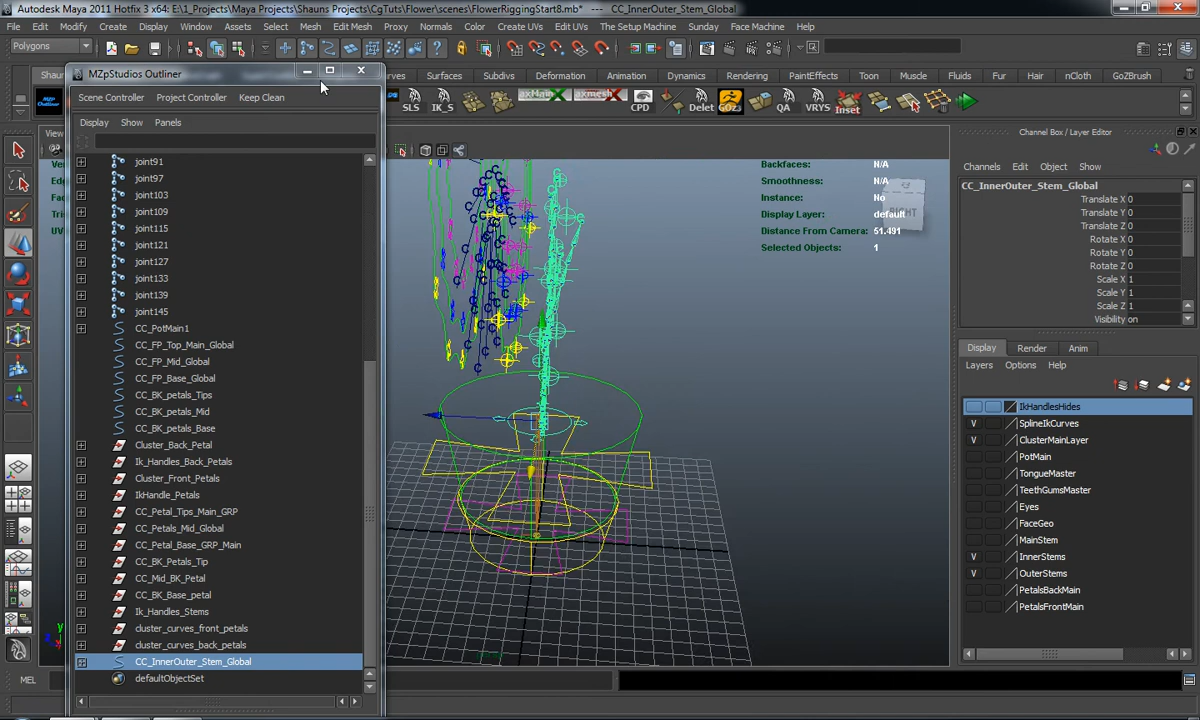 Autodesk Maya 2011 Hotfix 3 x64: E:\1_Projects\Maya Projects\Shauns Projects\CgTuts\Flower\scenes\FlowerRiggingStart8.mb* --- CC_InnerOuter_Stem_Global
File Edit Modify Create Display Window Assets Select Mesh Edit Mesh Proxy Normals Color Create UVs Edit UVs The Setup Machine Muscle Face Machine Help
Polygons
MZpStudios Outliner
Surfaces Subdivs Deformation Animation Dynamics Rendering PaintEffects Toon Muscle Fluids Fur Hair nCloth GoZBrush
Scene Controller Project Controller Keep Clean
SLS IK_S axMain axmesh CPD Delet GOz3 QA VRYS Inset
Display Show Panels
View
Channel Box / Layer Editor
Channels Edit Object Show
joint91
joint97
joint103
joint109
joint115
joint121
joint127
joint133
joint139
joint145
CC_PotMain1
CC_FP_Top_Main_Global
CC_FP_Mid_Global
CC_FP_Base_Global
CC_BK_petals_Tips
CC_BK_petals_Mid
CC_BK_petals_Base
Cluster_Back_Petal
Ik_Handles_Back_Petals
Cluster_Front_Petals
IkHandle_Petals
CC_Petal_Tips_Main_GRP
CC_Petals_Mid_Global
CC_Petal_Base_GRP_Main
CC_BK_Petals_Tip
CC_Mid_BK_Petal
CC_BK_Base_petal
Ik_Handles_Stems
cluster_curves_front_petals
cluster_curves_back_petals
CC_InnerOuter_Stem_Global
defaultObjectSet
Backfaces: N/A
Smoothness: N/A
Instance: No
Display Layer: default
Distance From Camera: 51.491
Selected Objects: 1
RIGHT
CC_InnerOuter_Stem_Global
Translate X 0
Translate Y 0
Translate Z 0
Rotate X 0
Rotate Y 0
Rotate Z 0
Scale X 1
Scale Y 1
Scale Z 1
Visibility on
Display Render Anim
Layers Options Help
IkHandlesHides
V SplineIkCurves
V ClusterMainLayer
PotMain
TongueMaster
TeethGumsMaster
Eyes
FaceGeo
MainStem
V InnerStems
V OuterStems
PetalsBackMain
PetalsFrontMain
MEL